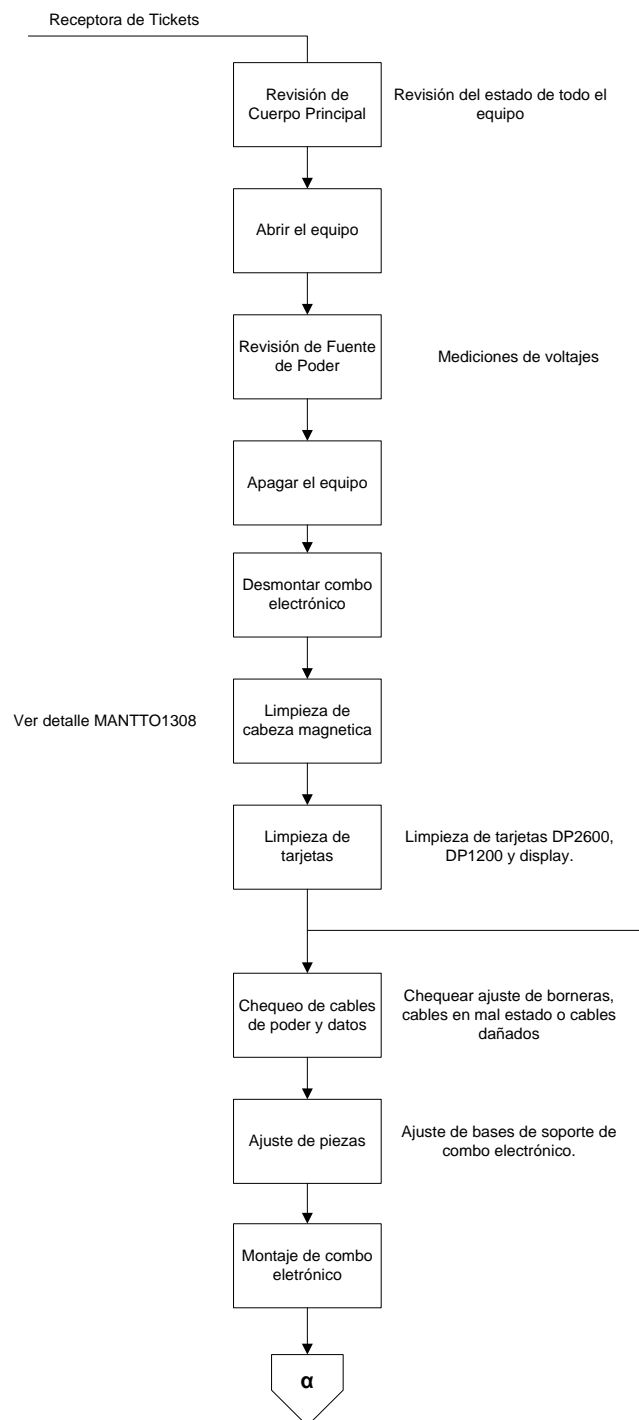 Receptora de Tickets
Revisión de
Cuerpo Principal
Revisión del estado de todo el
equipo
Abrir el equipo
Revisión de Fuente
de Poder
Mediciones de voltajes
Apagar el equipo
Desmontar combo
electrónico
Ver detalle MANTTO1308
Limpieza de
cabeza magnetica
Limpieza de
tarjetas
Limpieza de tarjetas DP2600,
DP1200 y display.
Chequeo de cables
de poder y datos
Chequear ajuste de borneras,
cables en mal estado o cables
dañados
Ajuste de piezas
Ajuste de bases de soporte de
combo electrónico.
Montaje de combo
eletrónico
α